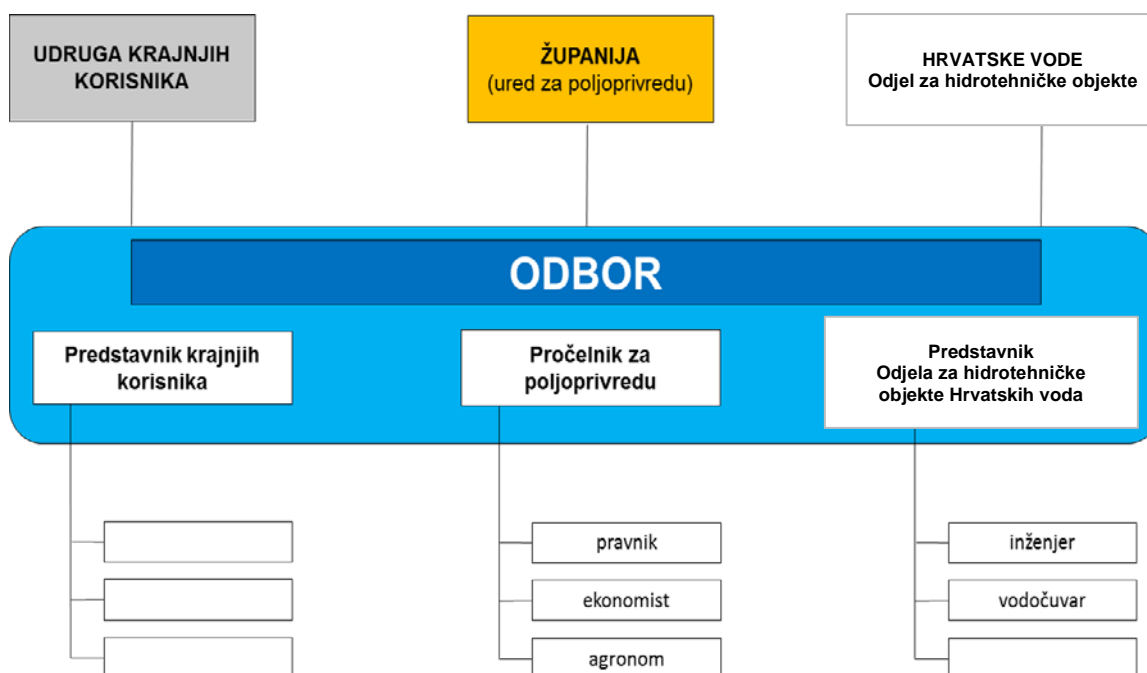 UDRUGA KRAJNJIH
KORISNIKA
ŽUPANIJA
(ured za poljoprivredu)
HRVATSKE VODE
Odjel za hidrotehničke objekte
ODBOR
Predstavnik krajnjih
korisnika
Pročelnik za
poljoprivredu
Predstavnik
Odjela za hidrotehničke
objekte Hrvatskih voda
pravnik
ekonomist
agronom
inženjer
vodočuvar